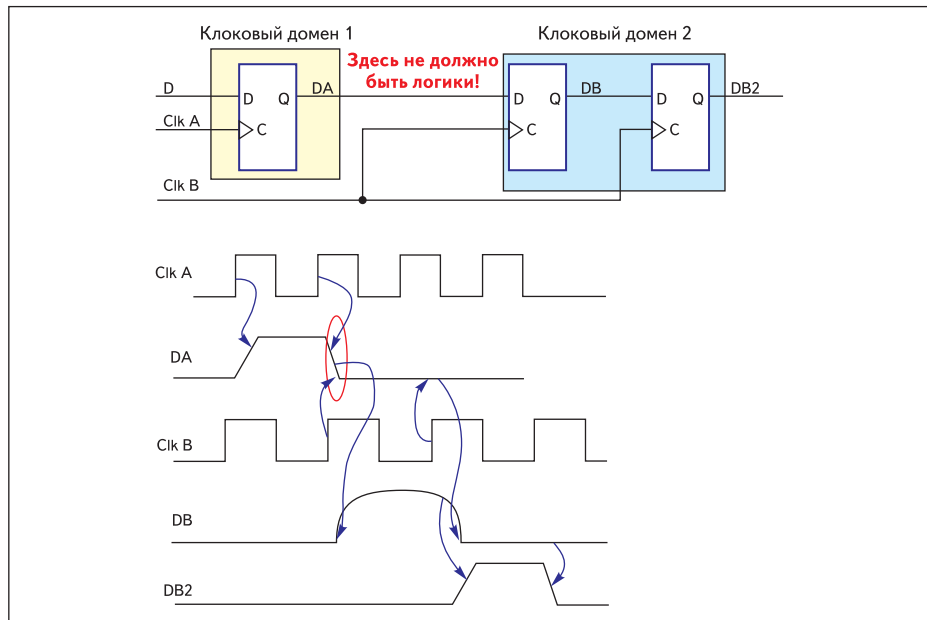 Клоковый домен 1
Клоковый домен 2
Здесь не должно
быть логики!
D
DA
DB
DB2
D
Q
D
Q
D
Q
Clk A
C
C
C
Clk B
Clk A
DA
Clk B
DB
DB2